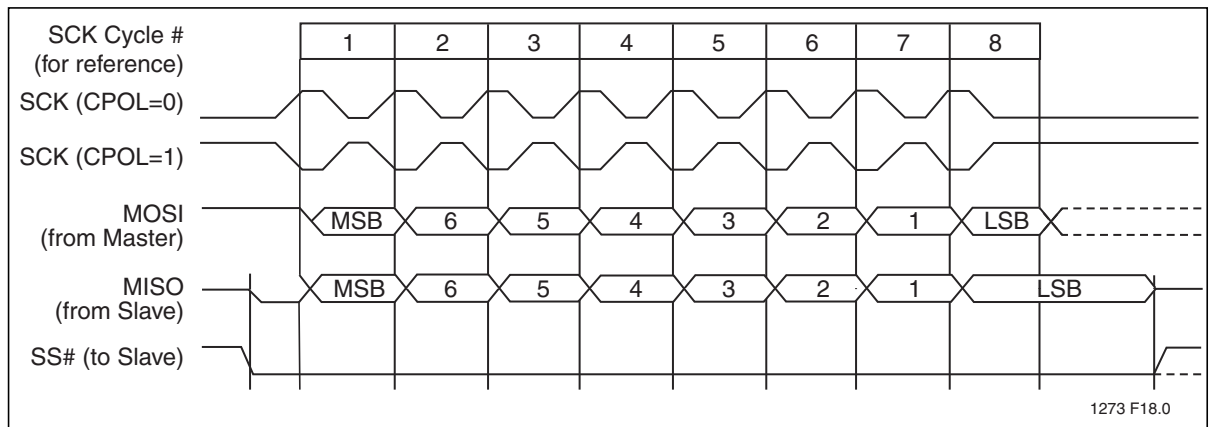 SCK Cycle #
(for reference)
1 2 3 4 5 6 7 8
SCK (CPOL=0)
SCK (CPOL=1)
MOSI
(from Master)
MSB 6 5 4 3 2 1 LSB
MISO
(from Slave)
MSB 6 5 4 3 2 1 LSB
SS# (to Slave)
1273 F18.0